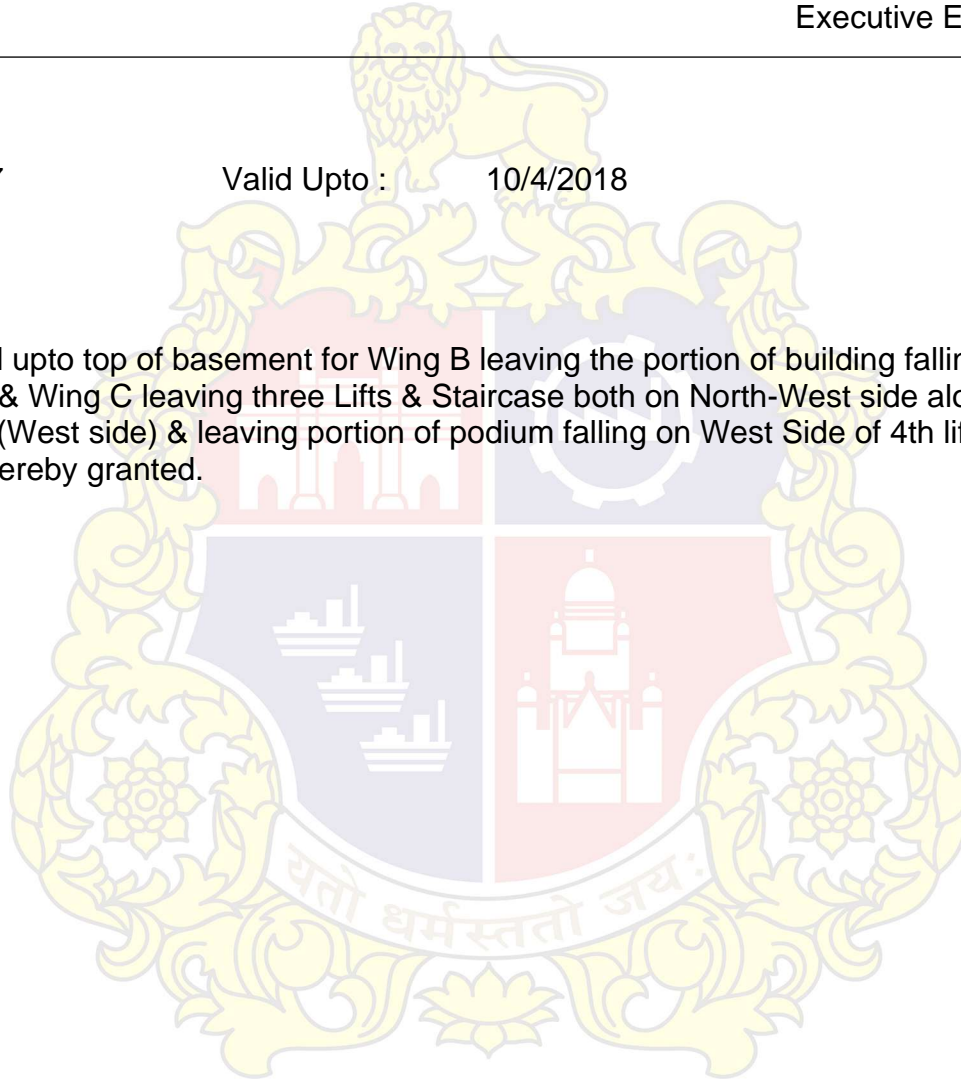 Executive E
Valid Upto : 10/4/2018
upto top of basement for Wing B leaving the portion of building fallin
& Wing C leaving three Lifts & Staircase both on North-West side alo
(West side) & leaving portion of podium falling on West Side of 4th lif
ereby granted.
यतो धर्मस्ततो जय: